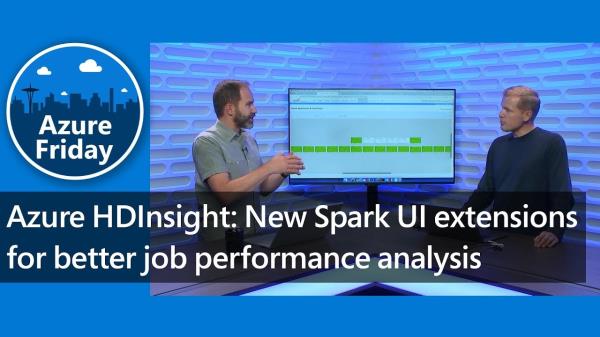 Azure
Friday
Azure HDInsight: New Spark UI extensions
for better job performance analysis